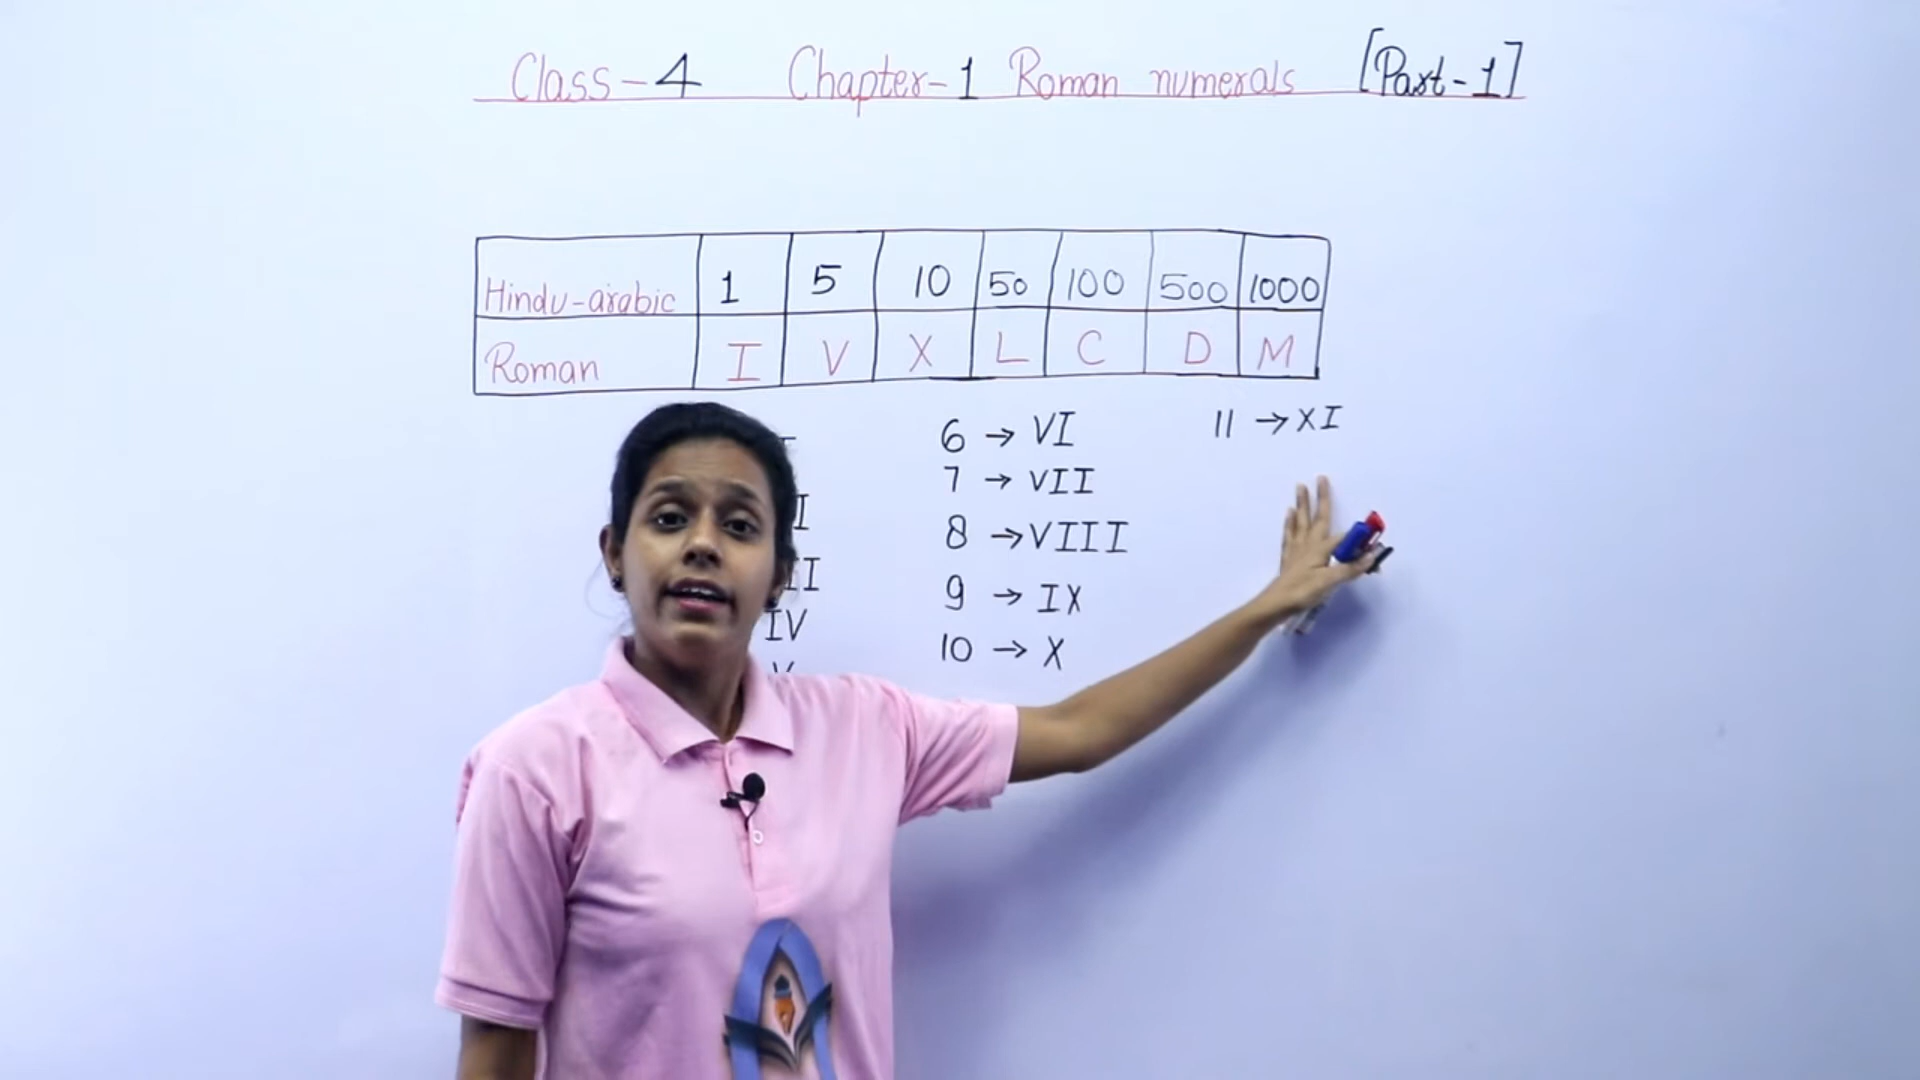 Class-4 Chapter-1 Roman numerals [Part-1]
Hindu-arabic 1 5 10 50 100 500 1000
Roman I V X L C D M
6 → VI
7 → VII
8 → VIII
9 → IX
10 → X
11 → XI
IV